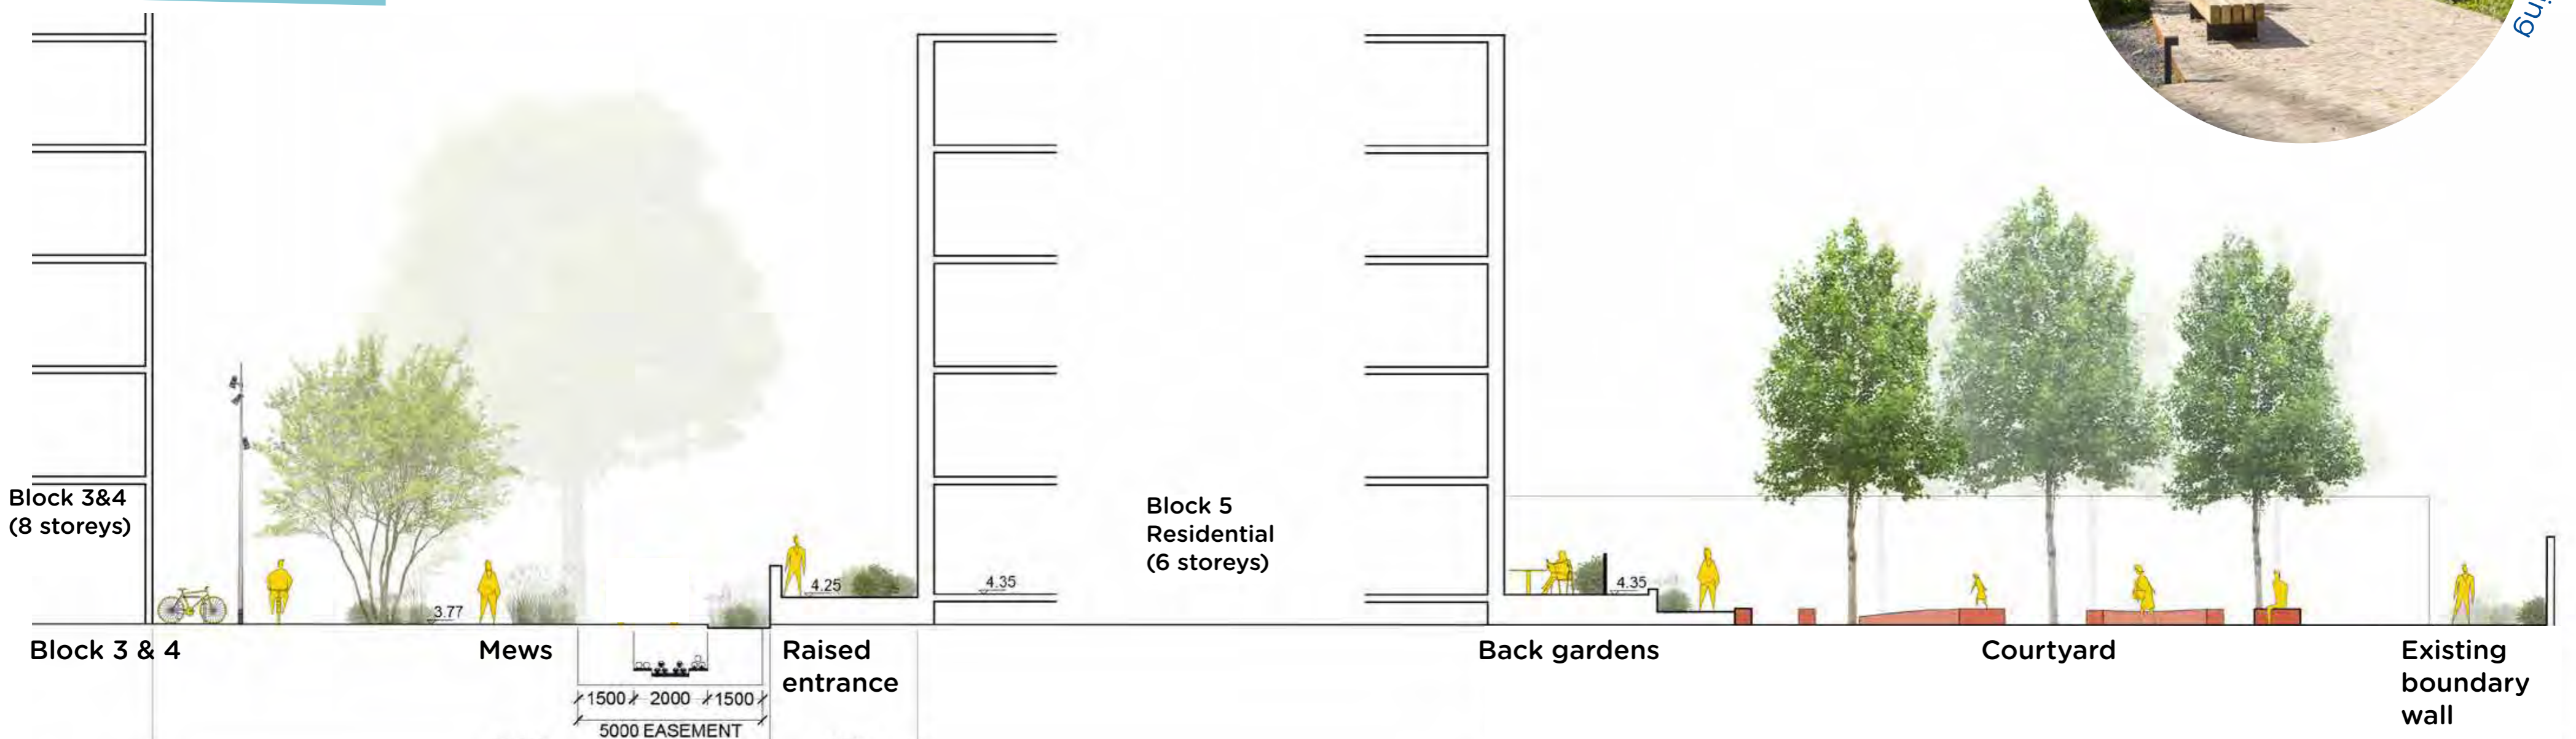 Block 3&4
(8 storeys)
Block 5
Residential
(6 storeys)
3.77
4.25
4.35
4.35
Block 3 & 4
Mews
Raised
entrance
Back gardens
Courtyard
Existing
boundary
wall
1500
2000
1500
5000 EASEMENT